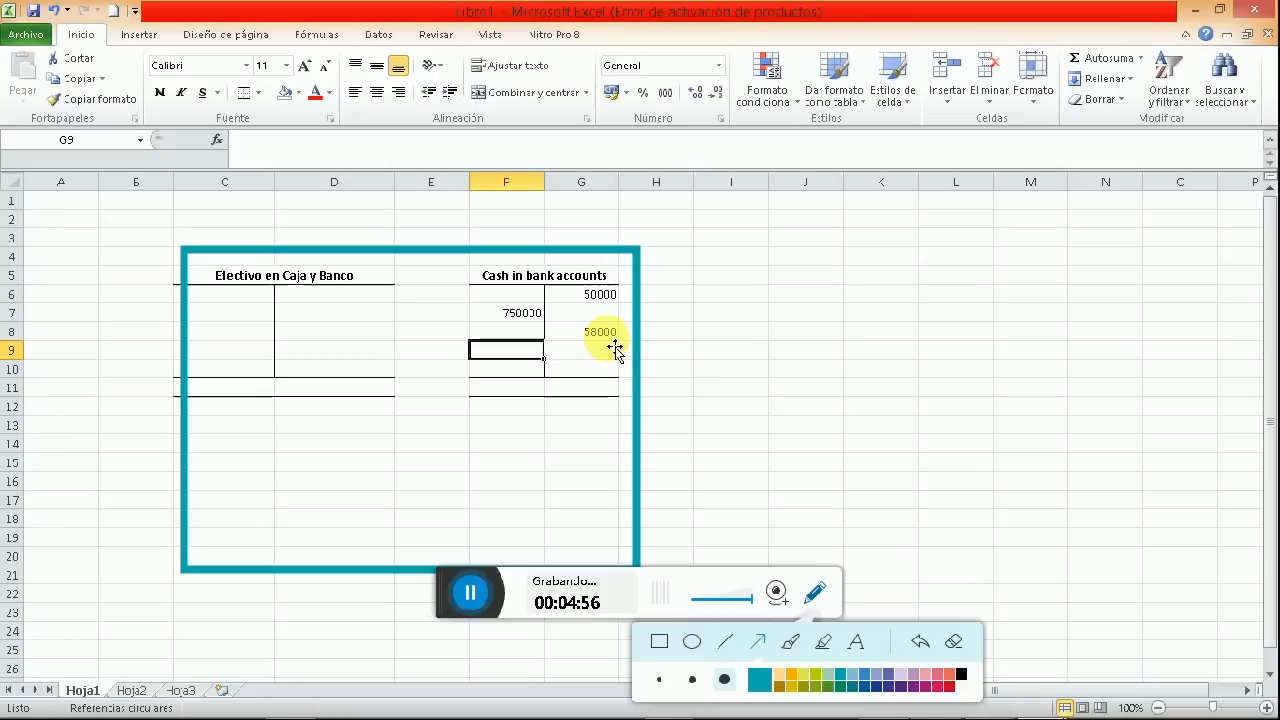 Libro1 - Microsoft Excel (Error de activación de productos)
Archivo Inicio Insertar Diseño de página Fórmulas Datos Revisar Vista Nitro Pro 8
Cortar Calibri 11 Ajustar texto General Autosuma
Copiar Rellenar
Pegar Copiar formato N K S Combinar y centrar % 000 Formato condicional Dar formato como tabla Estilos de celda Insertar Eliminar Formato Borrar Ordenar y filtrar Buscar y seleccionar
Portapapeles Fuente Alineación Número Estilos Celdas Modificar
G9 fx
A B C D E F G H I J K L M N C P
1
2
3
4
5 Efectivo en Caja y Banco Cash in bank accounts
6 50000
7 750000
8 58000
9
10
11
12
13
14
15
16
17
18
19
20
21
22 Grabando...
23 00:04:56
24
25 A
26
Hoja1 Hoja2 Hoja3
Listo Referencias circulares 100%